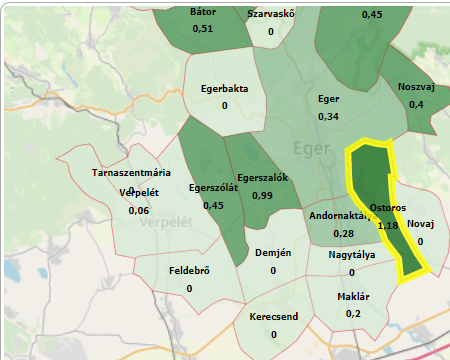 Bátor
0,51
Szarvaskő
0
0,45
Egerbakta
0
Eger
0,34
Noszvaj
0,4
Eger
Tarnaszentmária
0
Verpelét
0,06
Verpelét
Egerszólát
0,45
Egerszalók
0,99
Andornaktálya
0,28
Ostoros
1,18
Novaj
0
Demjén
0
Nagytálya
0
Feldebrő
0
Maklár
0,2
Kerecsend
0